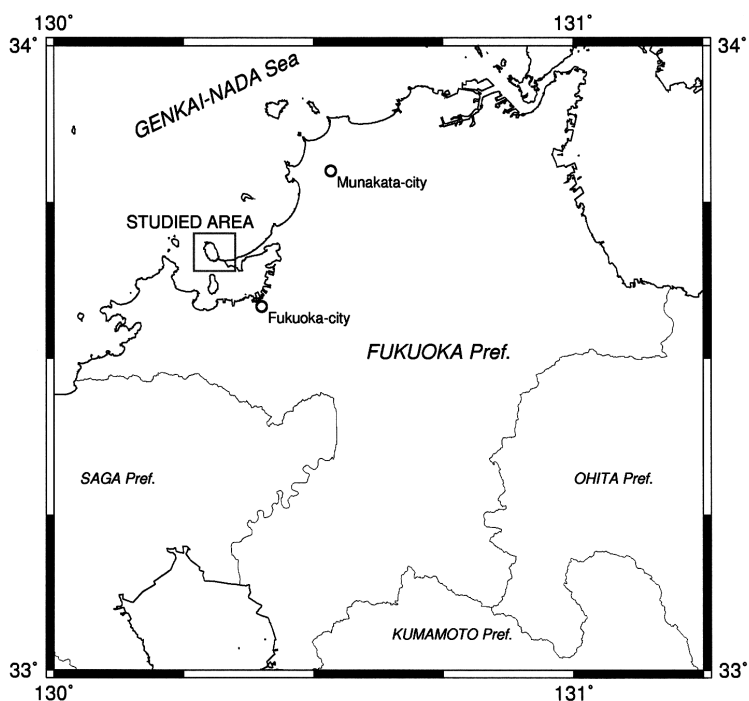 130°
131°
34°
34°
GENKAI-NADA Sea
Munakata-city
STUDIED AREA
Fukuoka-city
FUKUOKA Pref.
SAGA Pref.
OHITA Pref.
KUMAMOTO Pref.
33°
33°
130°
131°